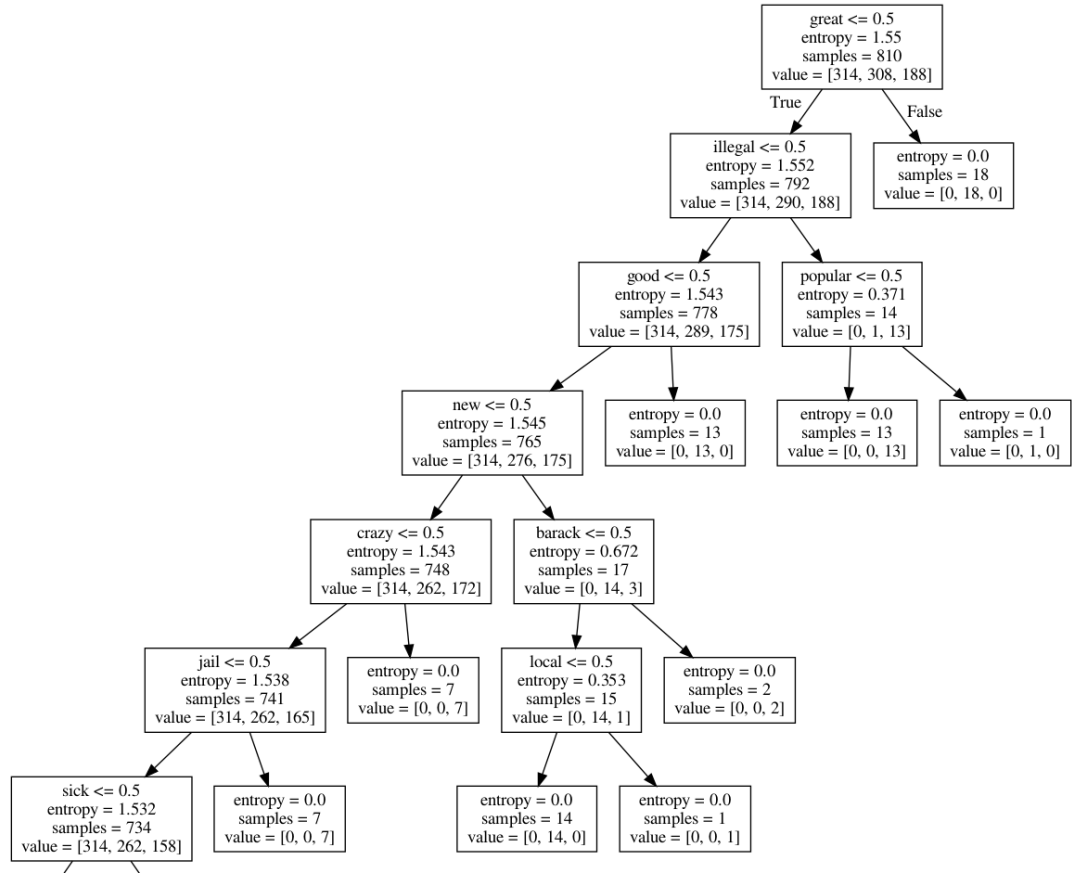 great <= 0.5
entropy = 1.55
samples = 810
value = [314, 308, 188]
True
False
illegal <= 0.5
entropy = 1.552
samples = 792
value = [314, 290, 188]
entropy = 0.0
samples = 18
value = [0, 18, 0]
good <= 0.5
entropy = 1.543
samples = 778
value = [314, 289, 175]
popular <= 0.5
entropy = 0.371
samples = 14
value = [0, 1, 13]
new <= 0.5
entropy = 1.545
samples = 765
value = [314, 276, 175]
entropy = 0.0
samples = 13
value = [0, 13, 0]
entropy = 0.0
samples = 13
value = [0, 0, 13]
entropy = 0.0
samples = 1
value = [0, 1, 0]
crazy <= 0.5
entropy = 1.543
samples = 748
value = [314, 262, 172]
barack <= 0.5
entropy = 0.672
samples = 17
value = [0, 14, 3]
jail <= 0.5
entropy = 1.538
samples = 741
value = [314, 262, 165]
entropy = 0.0
samples = 7
value = [0, 0, 7]
local <= 0.5
entropy = 0.353
samples = 15
value = [0, 14, 1]
entropy = 0.0
samples = 2
value = [0, 0, 2]
sick <= 0.5
entropy = 1.532
samples = 734
value = [314, 262, 158]
entropy = 0.0
samples = 7
value = [0, 0, 7]
entropy = 0.0
samples = 14
value = [0, 14, 0]
entropy = 0.0
samples = 1
value = [0, 0, 1]